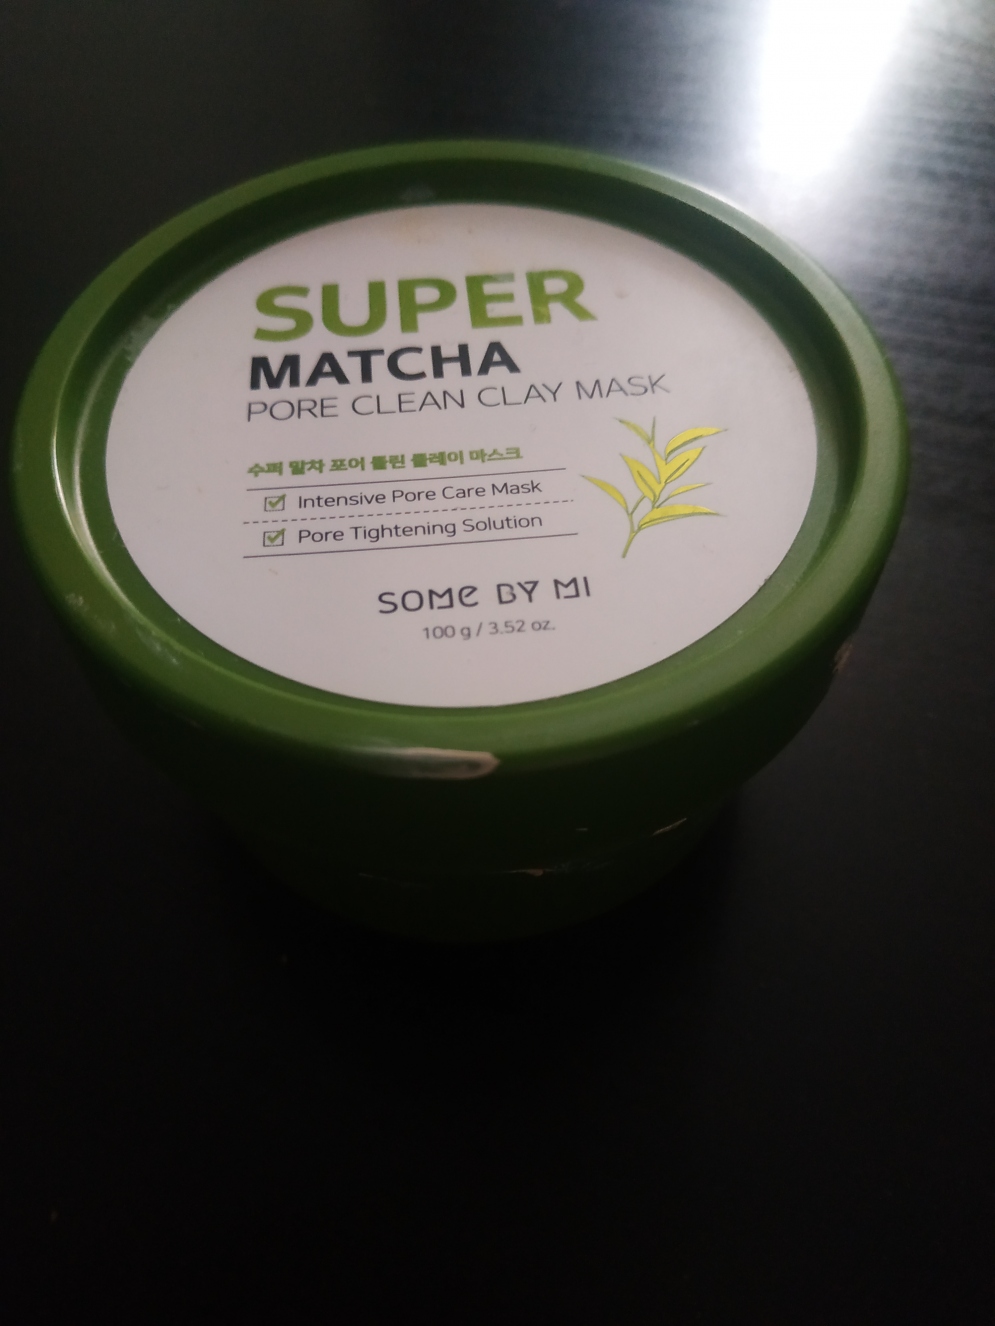 SUPER
MATCHA
PORE CLEAN CLAY MASK
수퍼 말차 포어 클린 클레이 마스크
Intensive Pore Care Mask
Pore Tightening Solution
SOME BY MI
100 g / 3.52 oz.